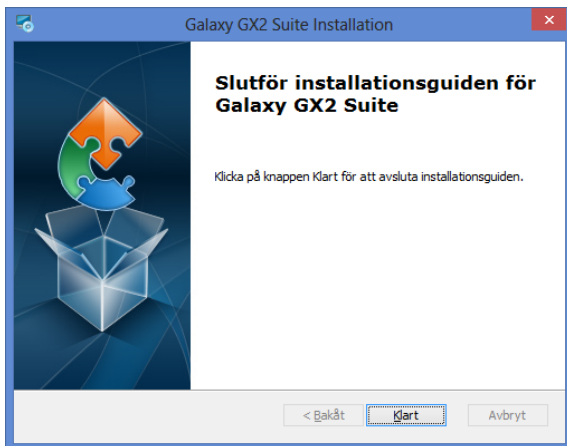 Galaxy GX2 Suite Installation
Slutför installationsguiden för
Galaxy GX2 Suite
Klicka på knappen Klart för att avsluta installationsguiden.
< Bakåt
Klart
Avbryt